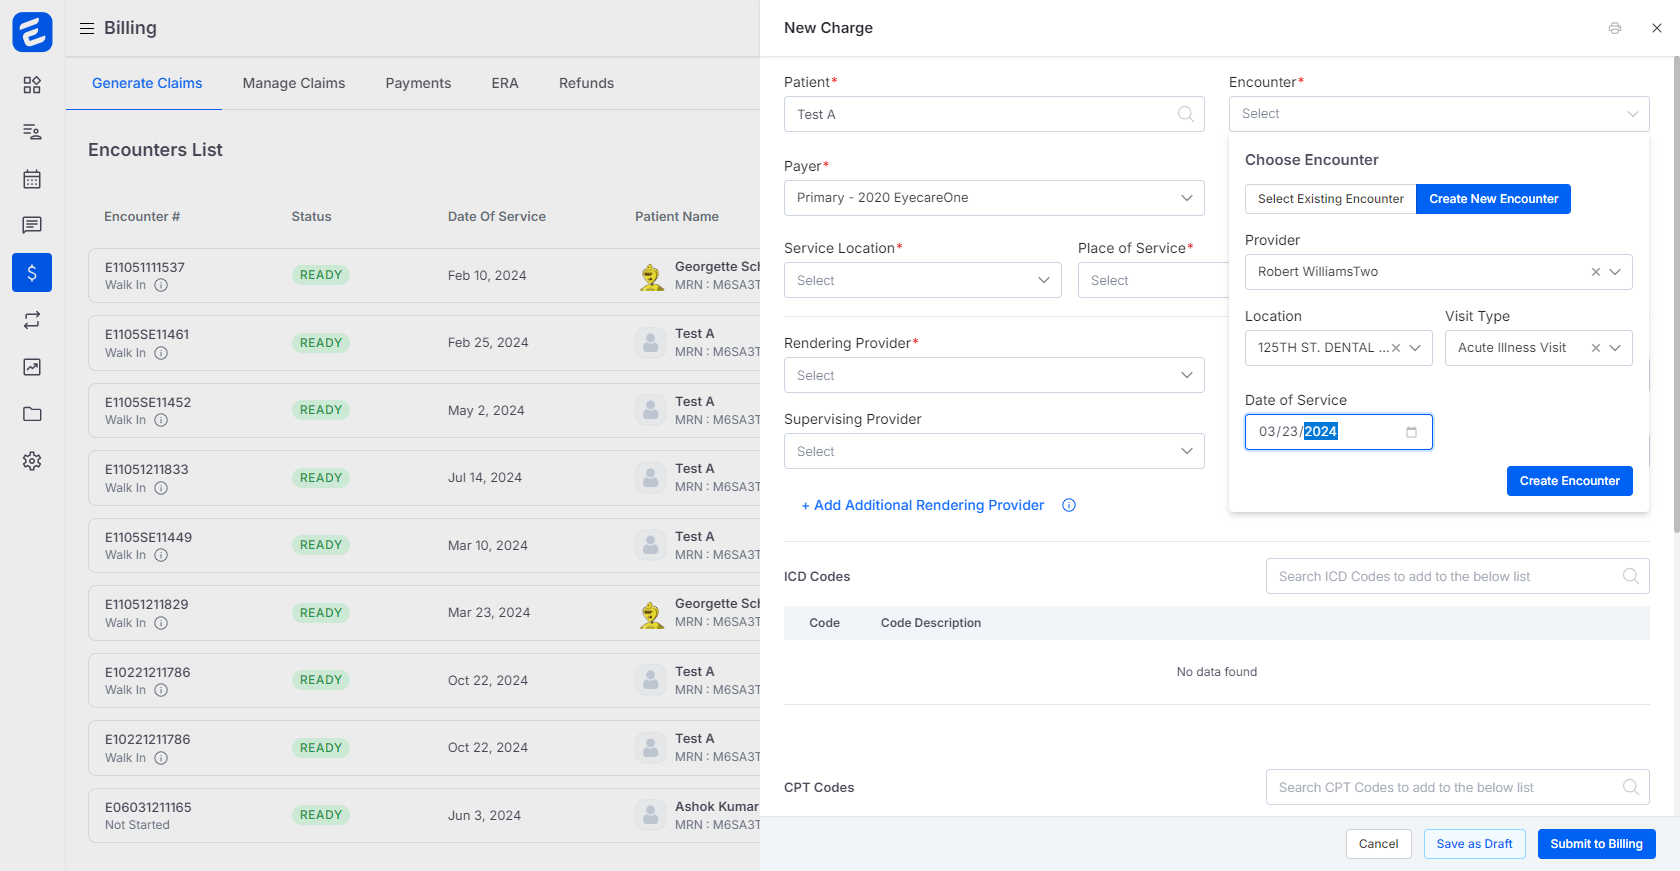 Billing
New Charge
Generate Claims
Manage Claims
Payments
ERA
Refunds
Encounters List
Encounter #
Status
Date Of Service
Patient Name
E11051111537
Walk In
READY
Feb 10, 2024
Georgette Sch
MRN : M6SA3T
E1105SE11461
Walk In
READY
Feb 25, 2024
Test A
MRN : M6SA3T
E1105SE11452
Walk In
READY
May 2, 2024
Test A
MRN : M6SA3T
E11051211833
Walk In
READY
Jul 14, 2024
Test A
MRN : M6SA3T
E1105SE11449
Walk In
READY
Mar 10, 2024
Test A
MRN : M6SA3T
E11051211829
Walk In
READY
Mar 23, 2024
Georgette Sch
MRN : M6SA3T
E10221211786
Walk In
READY
Oct 22, 2024
Test A
MRN : M6SA3T
E10221211786
Walk In
READY
Oct 22, 2024
Test A
MRN : M6SA3T
E06031211165
Not Started
READY
Jun 3, 2024
Ashok Kumar
MRN : M6SA3T
Patient*
Test A
Encounter*
Select
Payer*
Primary - 2020 EyecareOne
Service Location*
Select
Place of Service*
Select
Rendering Provider*
Select
Supervising Provider
Select
+ Add Additional Rendering Provider
Choose Encounter
Select Existing Encounter
Create New Encounter
Provider
Robert WilliamsTwo
Location
125TH ST. DENTAL ...
Visit Type
Acute Illness Visit
Date of Service
03/23/2024
Create Encounter
ICD Codes
Search ICD Codes to add to the below list
Code
Code Description
No data found
CPT Codes
Search CPT Codes to add to the below list
Cancel
Save as Draft
Submit to Billing